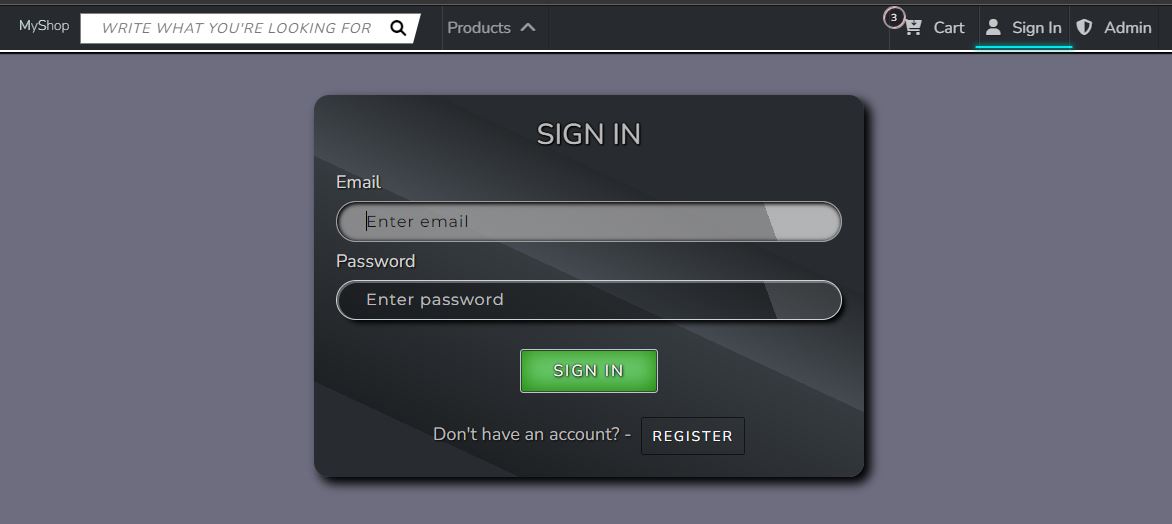 MyShop WRITE WHAT YOU'RE LOOKING FOR Products 3 Cart Sign In Admin
SIGN IN
Email
Enter email
Password
Enter password
SIGN IN
Don't have an account? - REGISTER